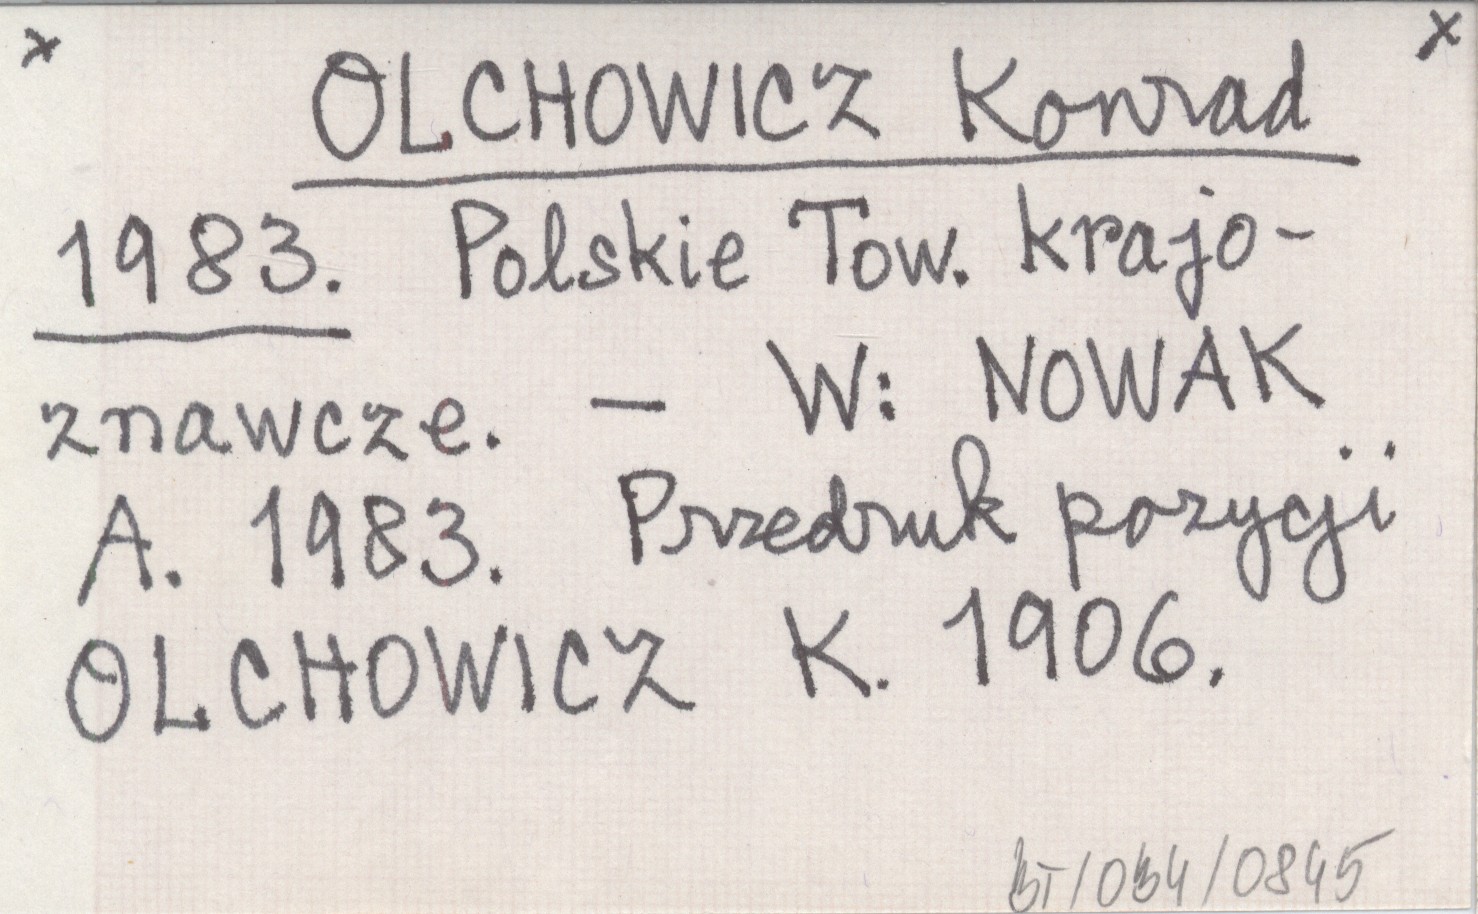 x x
OLCHOWICZ Konrad
1983. Polskie Tow. krajo-
znawcze. — W: NOWAK
A. 1983. Przedruk pozycji
OLCHOWICZ K. 1906.
BT/034/0845